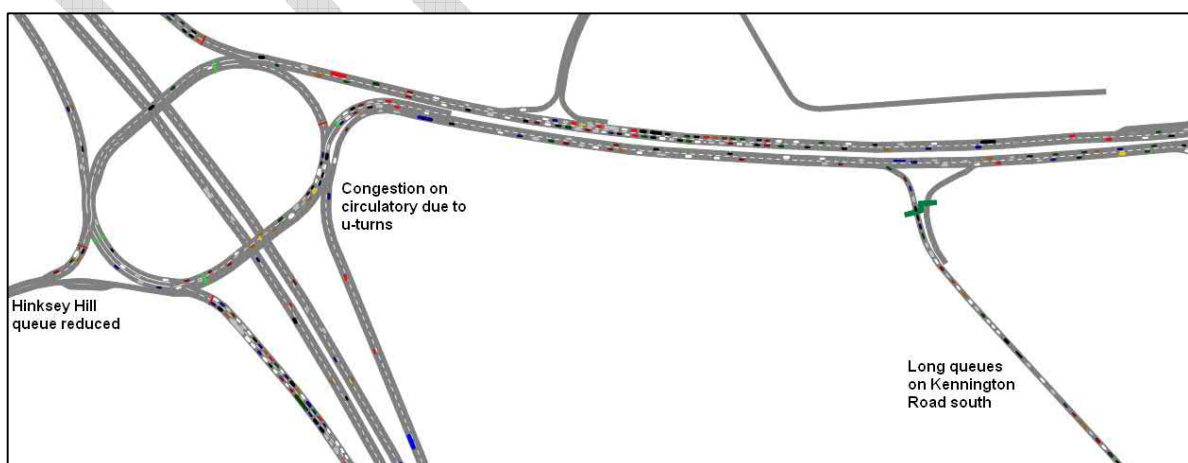 Congestion on
circulatory due to
u-turns
Hinksey Hill
queue reduced
Long queues
on Kennington
Road south